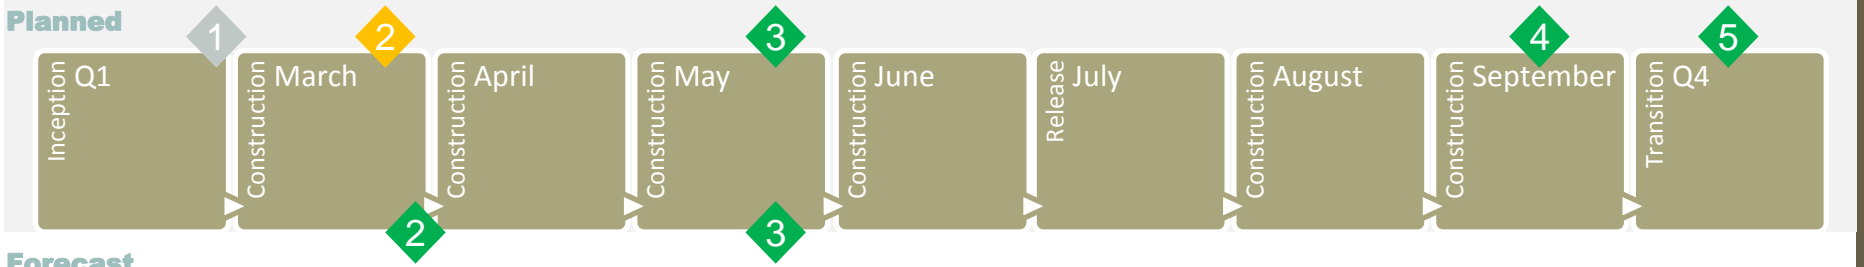 Planned
1
2
3
4
5
Inception
Q1
Construction
March
Construction
April
Construction
May
Construction
June
Release
July
Construction
August
Construction
September
Transition
Q4
2
3
Forecast